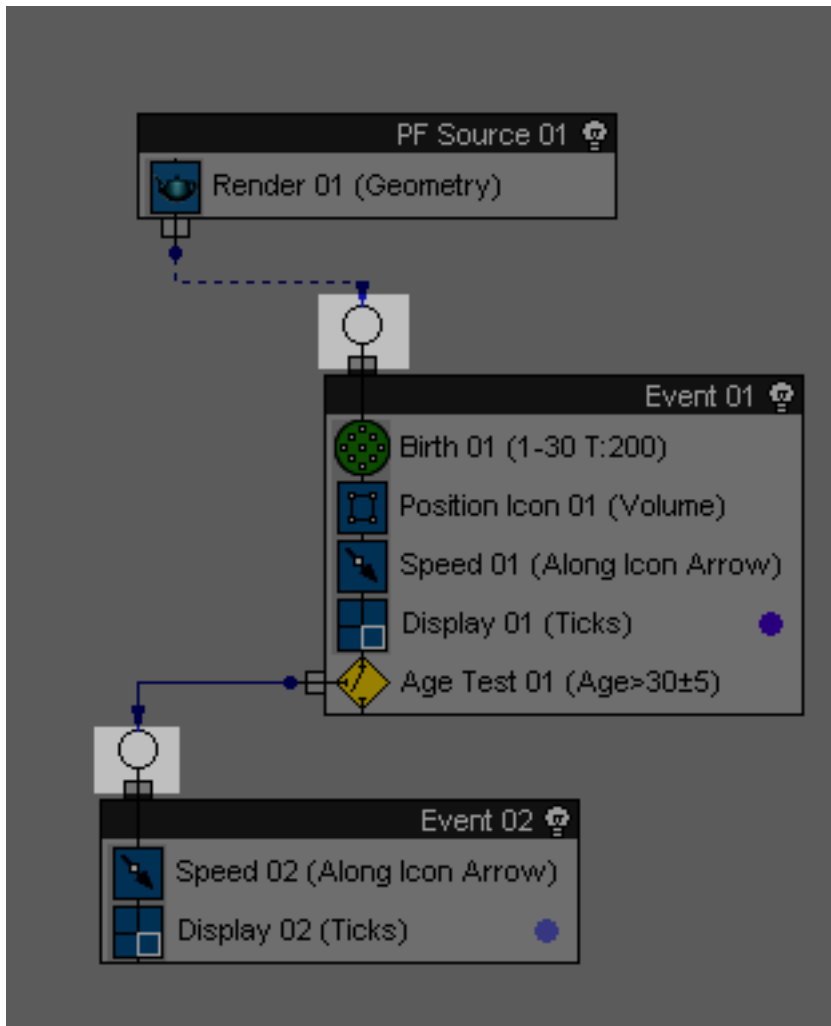 PF Source 01
Render 01 (Geometry)
Event 01
Birth 01 (1-30 T:200)
Position Icon 01 (Volume)
Speed 01 (Along Icon Arrow)
Display 01 (Ticks)
Age Test 01 (Age>30±5)
Event 02
Speed 02 (Along Icon Arrow)
Display 02 (Ticks)